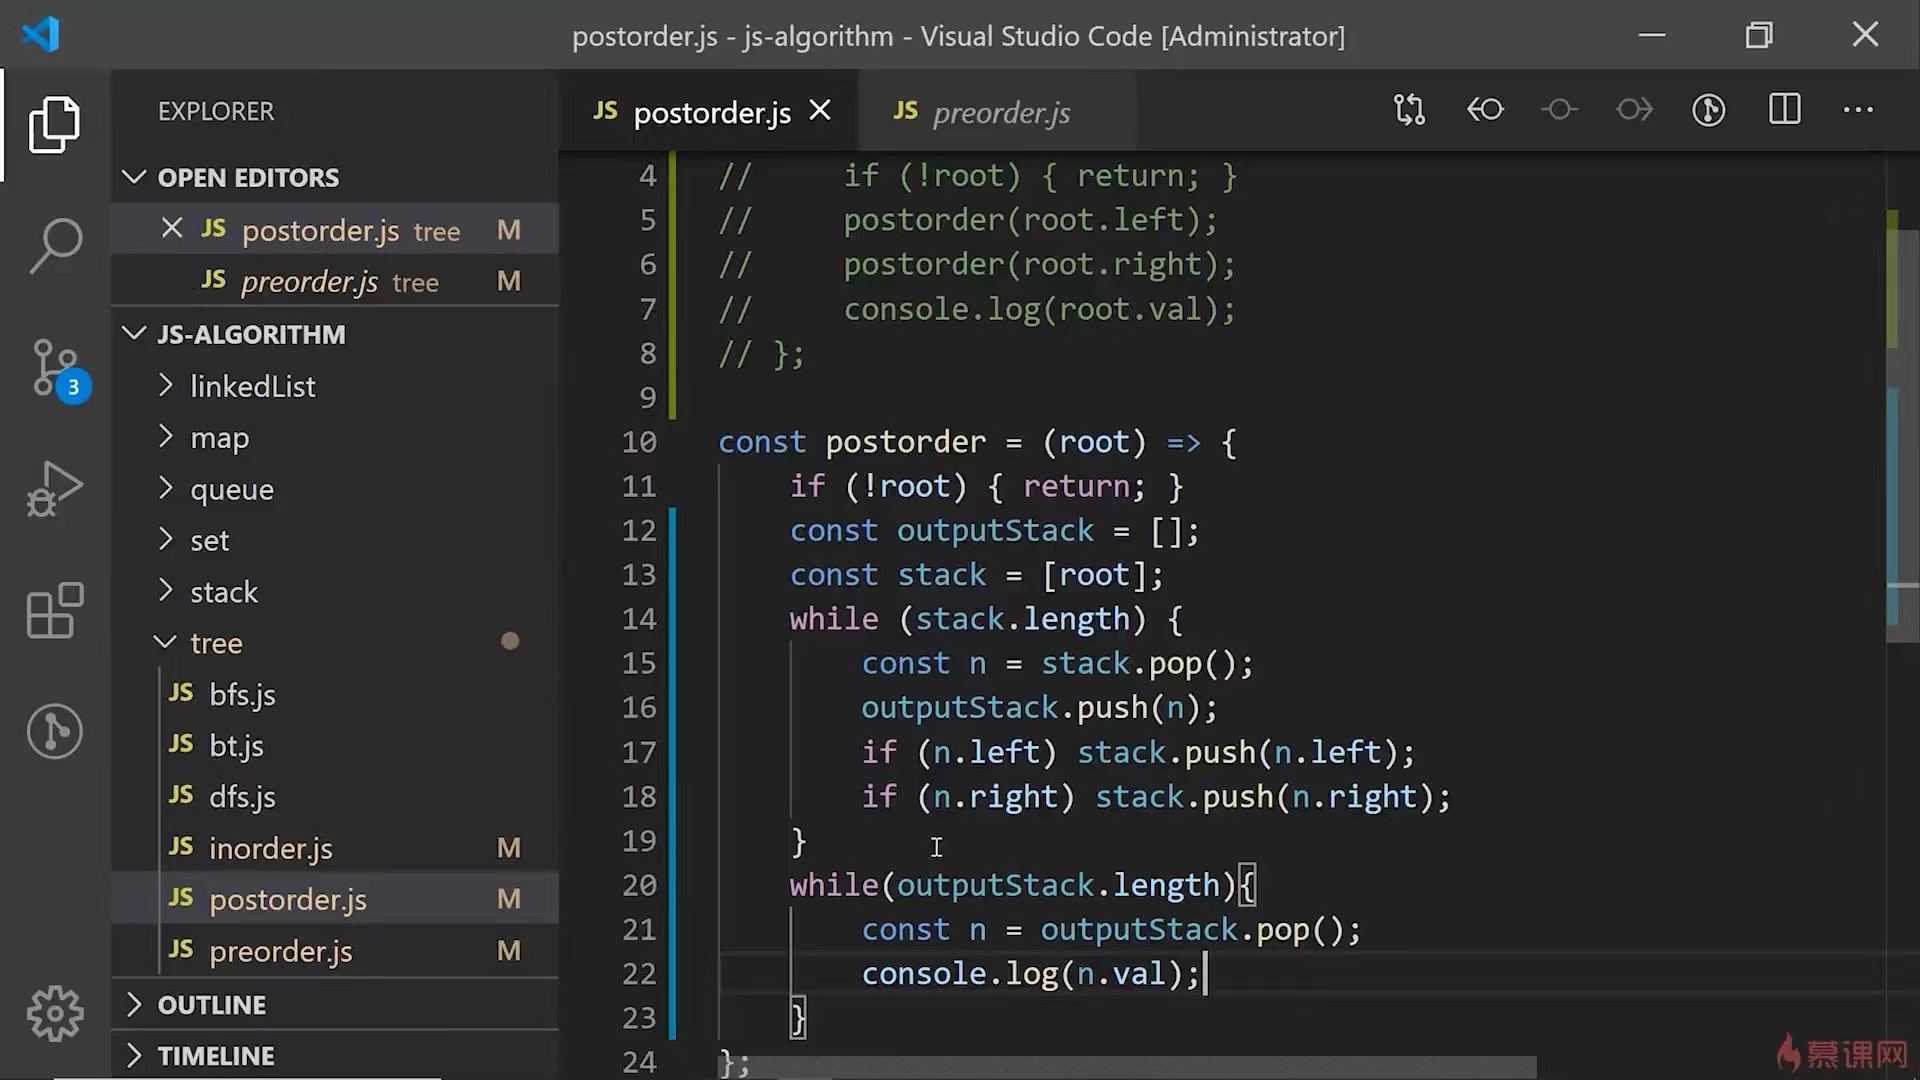 postorder.js - js-algorithm - Visual Studio Code [Administrator]
EXPLORER
OPEN EDITORS
JS postorder.js tree M
JS preorder.js tree M
JS-ALGORITHM
linkedList
map
queue
set
stack
tree
JS bfs.js
JS bt.js
JS dfs.js
JS inorder.js M
JS postorder.js M
JS preorder.js M
OUTLINE
TIMELINE
3
JS postorder.js
JS preorder.js
4 //     if (!root) { return; }
5 //     postorder(root.left);
6 //     postorder(root.right);
7 //     console.log(root.val);
8 // };
9
10 const postorder = (root) => {
11     if (!root) { return; }
12     const outputStack = [];
13     const stack = [root];
14     while (stack.length) {
15         const n = stack.pop();
16         outputStack.push(n);
17         if (n.left) stack.push(n.left);
18         if (n.right) stack.push(n.right);
19     }
20     while(outputStack.length){
21         const n = outputStack.pop();
22         console.log(n.val);
23     }
24 };
慕课网